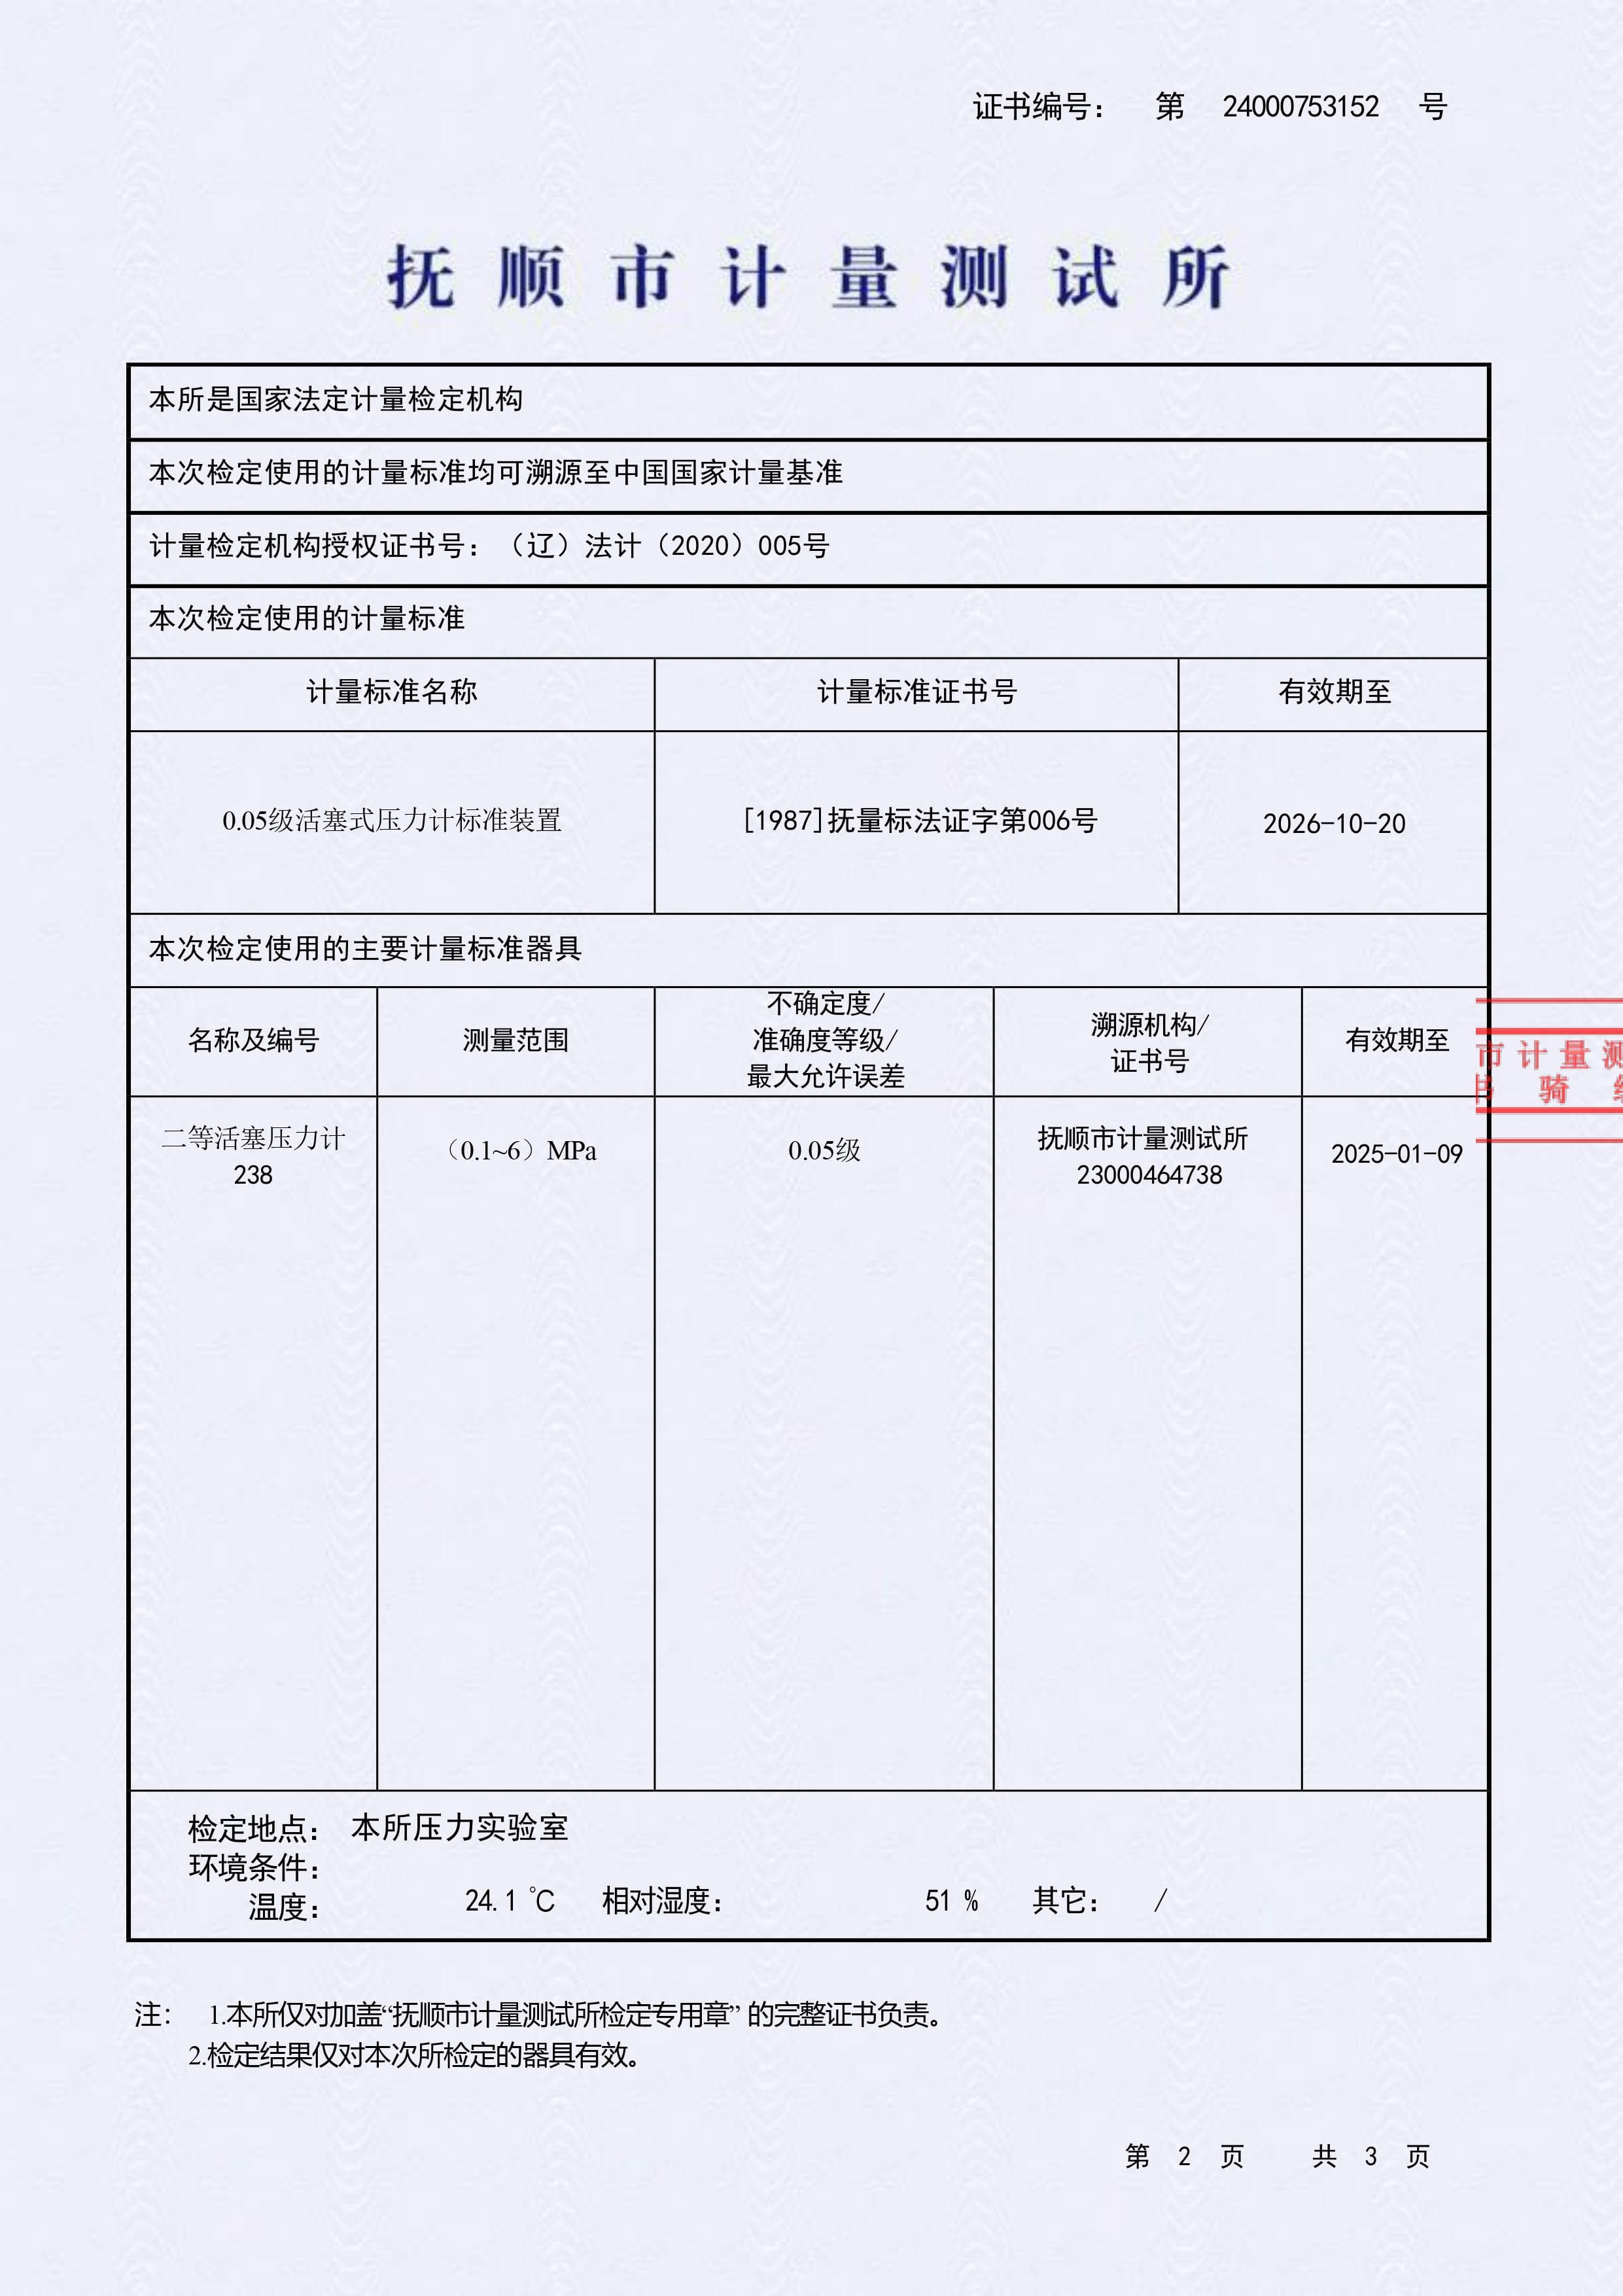 证书编号： 第 24000753152 号
抚顺市计量测试所
本所是国家法定计量检定机构
本次检定使用的计量标准均可溯源至中国国家计量基准
计量检定机构授权证书号：（辽）法计（2020）005号
本次检定使用的计量标准
计量标准名称 计量标准证书号 有效期至
0.05级活塞式压力计标准装置 [1987]抚量标法证字第006号 2026-10-20
本次检定使用的主要计量标准器具
名称及编号 测量范围 不确定度/ 准确度等级/ 最大允许误差 溯源机构/ 证书号 有效期至
市计量测
书 骑
二等活塞压力计 （0.1~6）MPa 0.05级 抚顺市计量测试所 2025-01-09
238 23000464738
检定地点： 本所压力实验室
环境条件：
温度： 24.1 ℃ 相对湿度： 51 % 其它： /
注： 1.本所仅对加盖“抚顺市计量测试所检定专用章” 的完整证书负责。
2.检定结果仅对本次所检定的器具有效。
第 2 页 共 3 页